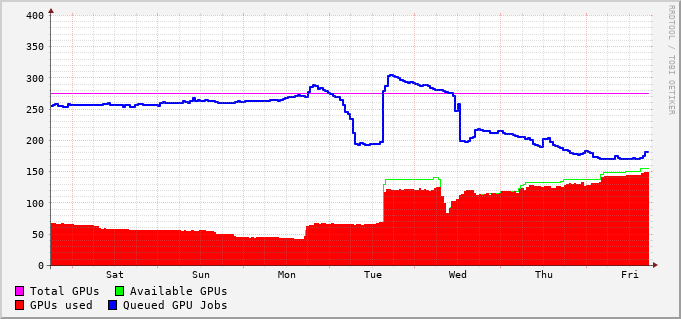 400
350
300
250
200
150
100
50
0
Sat Sun Mon Tue Wed Thu Fri
Total GPUs Available GPUs
GPUs used Queued GPU Jobs
RRDTOOL / TOBI OETIKER